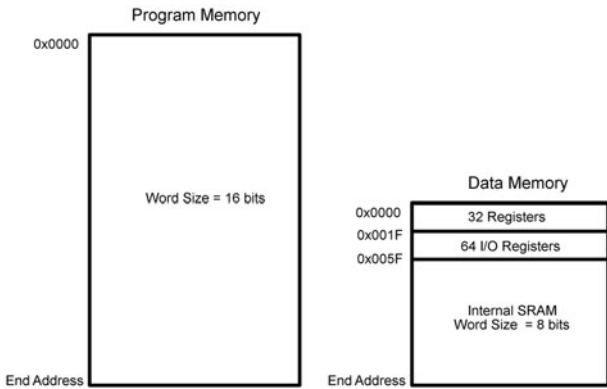 Program Memory
0x0000
Word Size = 16 bits
End Address
Data Memory
0x0000
32 Registers
0x001F
64 I/O Registers
0x005F
Internal SRAM
Word Size = 8 bits
End Address